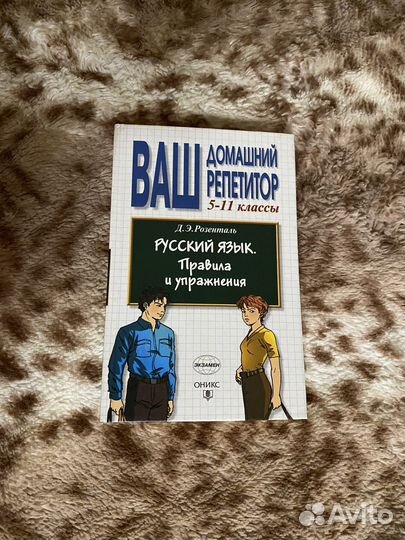 ВАШ ДОМАШНИЙ
РЕПЕТИТОР
5-11 классы
Д.Э.Розенталь
РУССКИЙ ЯЗЫК.
Правила
и упражнения
ЭКЗАМЕН
ОНИКС
Avito